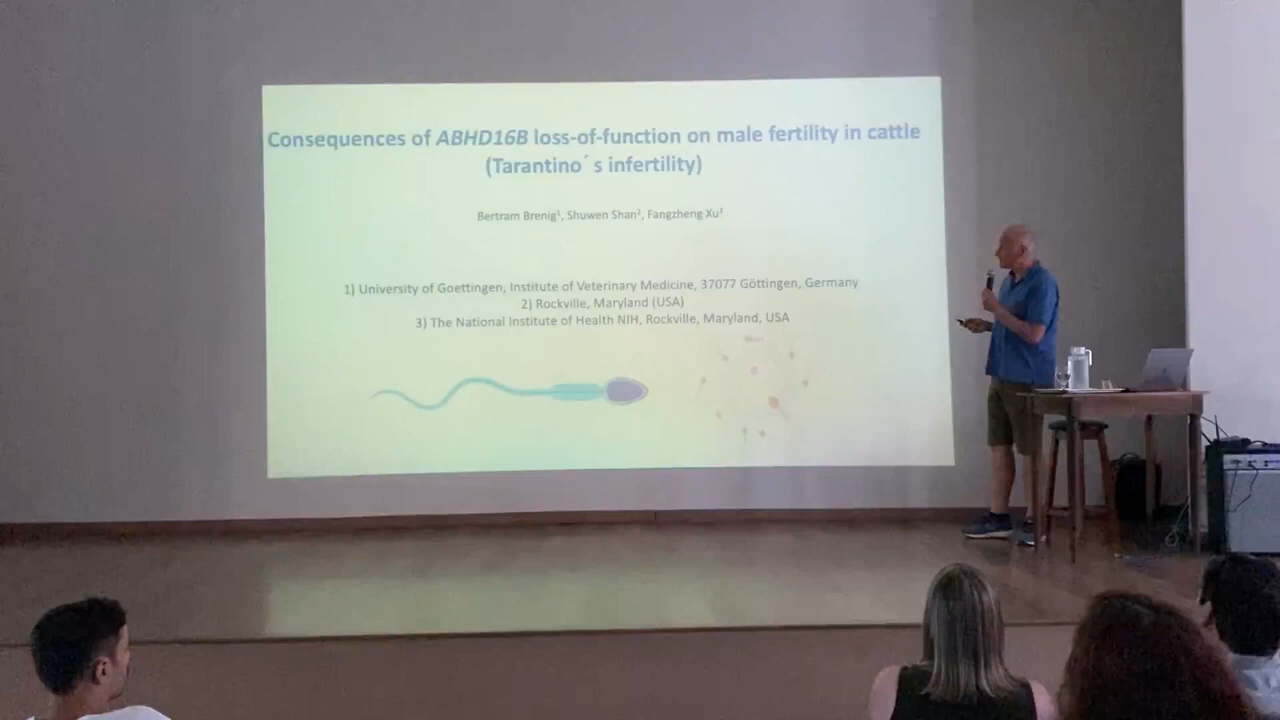 Consequences of ABHD16B loss-of-function on male fertility in cattle
(Tarantino´s infertility)
Bertram Brenig¹, Shuwen Shan², Fangzheng Xu³
1) University of Goettingen, Institute of Veterinary Medicine, 37077 Göttingen, Germany
2) Rockville, Maryland (USA)
3) The National Institute of Health NIH, Rockville, Maryland, USA